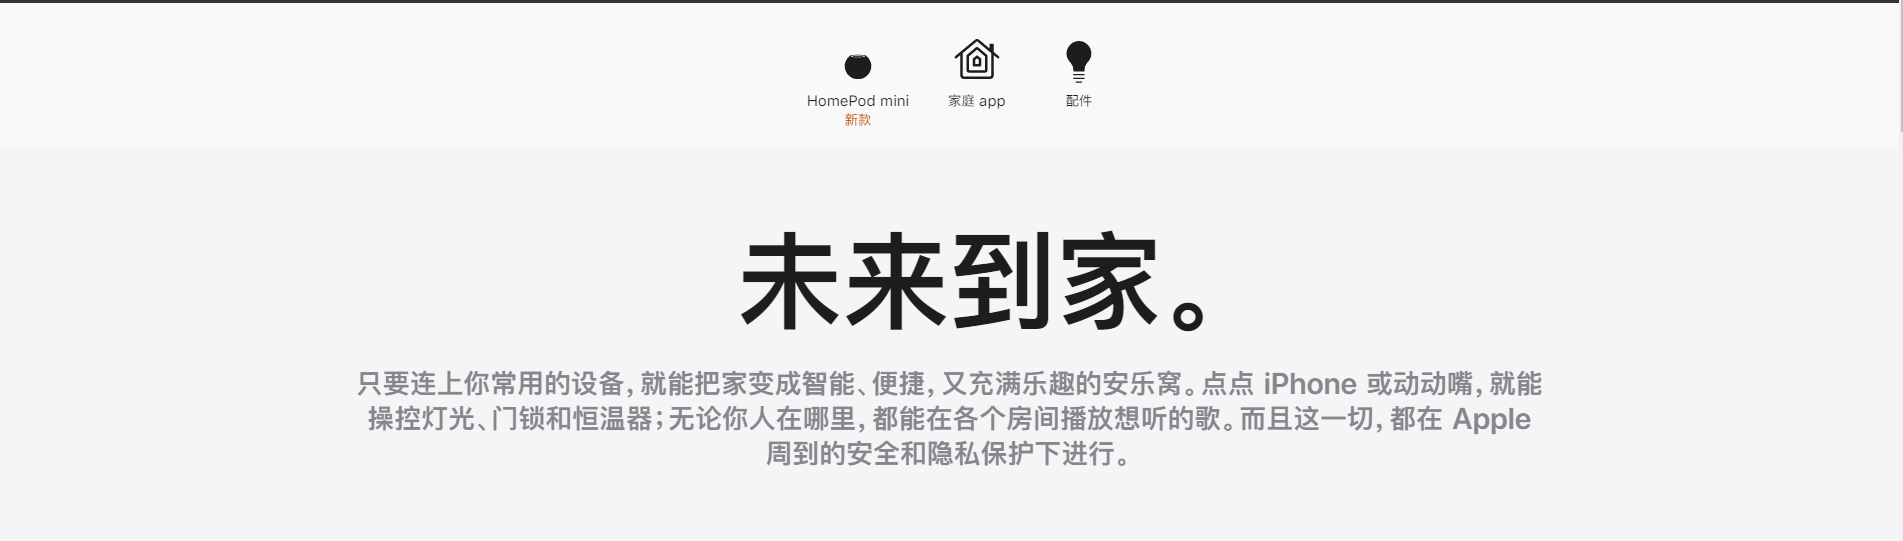 HomePod mini 家庭 app 配件
新款
未来到家。
只要连上你常用的设备，就能把家变成智能、便捷，又充满乐趣的安乐窝。点点 iPhone 或动动嘴，就能
操控灯光、门锁和恒温器；无论你人在哪里，都能在各个房间播放想听的歌。而且这一切，都在 Apple
周到的安全和隐私保护下进行。